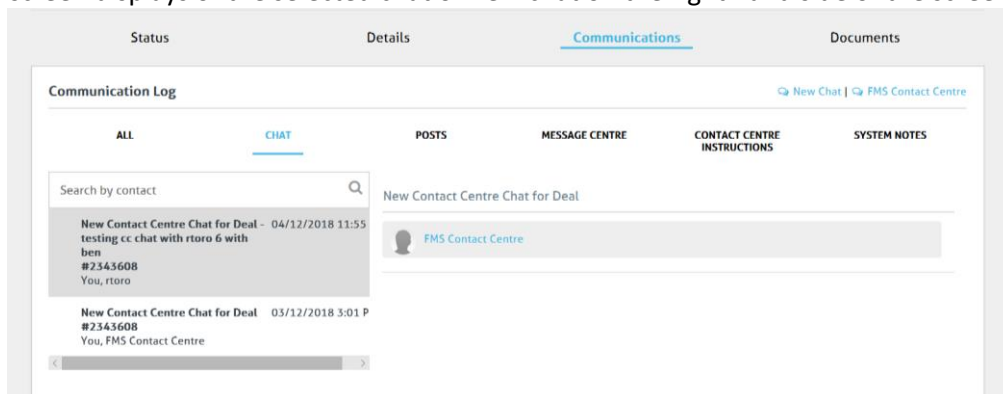 Status Details Communications Documents
Communication Log
New Chat | FMS Contact Centre
ALL CHAT POSTS MESSAGE CENTRE CONTACT CENTRE INSTRUCTIONS SYSTEM NOTES
Search by contact
New Contact Centre Chat for Deal - 04/12/2018 11:55
testing cc chat with rtoro 6 with
ben
#2343608
You, rtoro
New Contact Centre Chat for Deal 03/12/2018 3:01 P
#2343608
You, FMS Contact Centre
New Contact Centre Chat for Deal
FMS Contact Centre